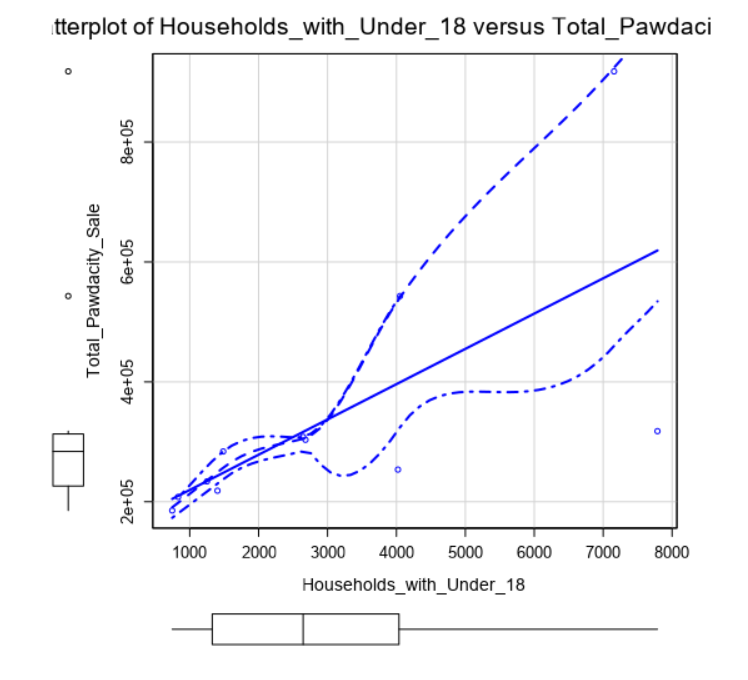 tterplot of Households_with_Under_18 versus Total_Pawdaci
8e+05
6e+05
4e+05
2e+05
Total_Pawdacity_Sale
1000 2000 3000 4000 5000 6000 7000 8000
Households_with_Under_18